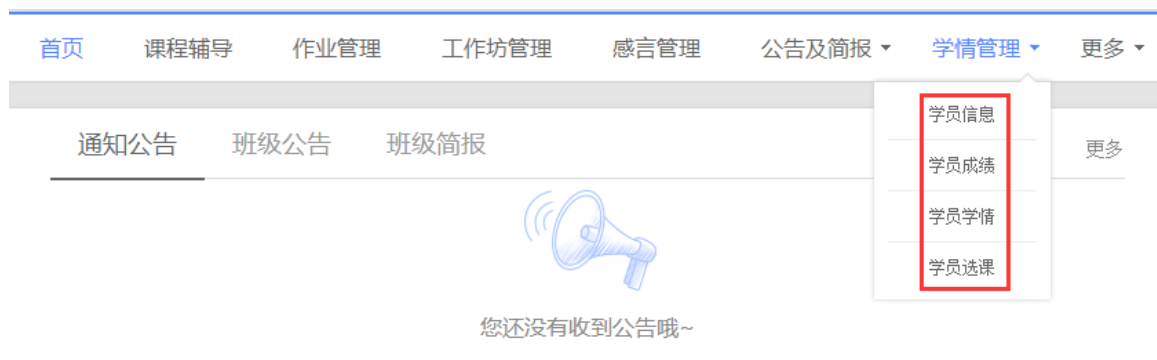 首页 课程辅导 作业管理 工作坊管理 感言管理 公告及简报 学情管理 更多
学员信息
通知公告 班级公告 班级简报 更多
学员成绩
学员学情
学员选课
您还没有收到公告哦~